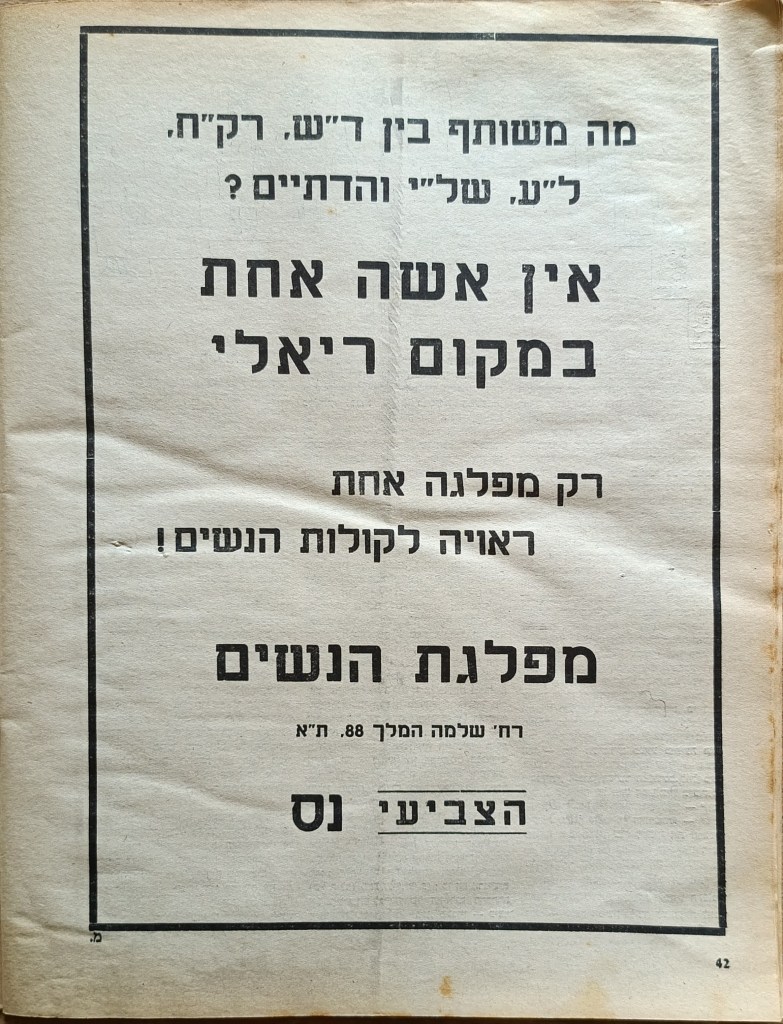 מה משותף בין ד"ש, רק"ח,
ל"ע, של"י והדתיים?
אין אשה אחת
במקום ריאלי
רק מפלגה אחת
ראויה לקולות הנשים!
מפלגת הנשים
רח' שלמה המלך 88, ת"א
הצביעי נס
מ.
42